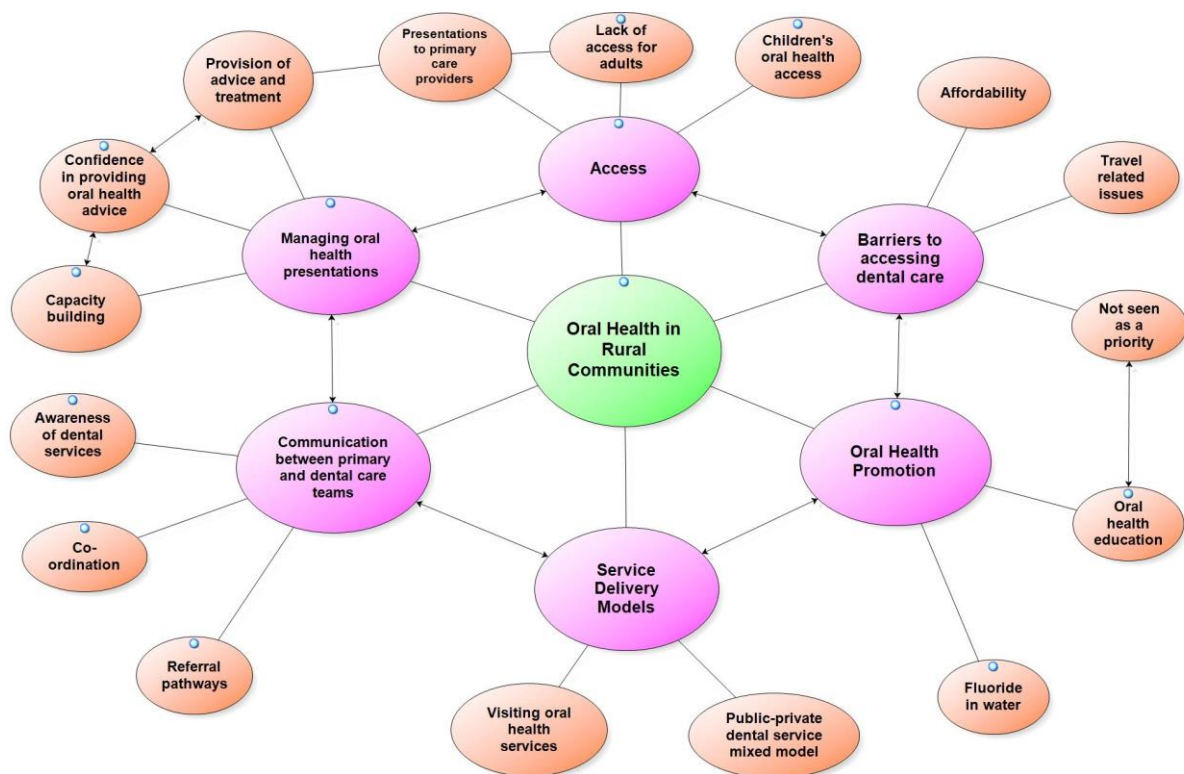 Presentations
to primary
care
providers
Lack of
access for
adults
Children's
oral health
access
Provision of
advice and
treatment
Affordability
Confidence
in providing
oral health
advice
Access
Travel
related
issues
Managing oral
health
presentations
Barriers to
accessing
dental care
Capacity
building
Oral Health in
Rural
Communities
Not seen
as a
priority
Awareness
of dental
services
Communication
between primary
and dental care
teams
Oral Health
Promotion
Oral
health
education
Co-
ordination
Service
Delivery
Models
Referral
pathways
Visiting oral
health
services
Public-private
dental service
mixed model
Fluoride
in water